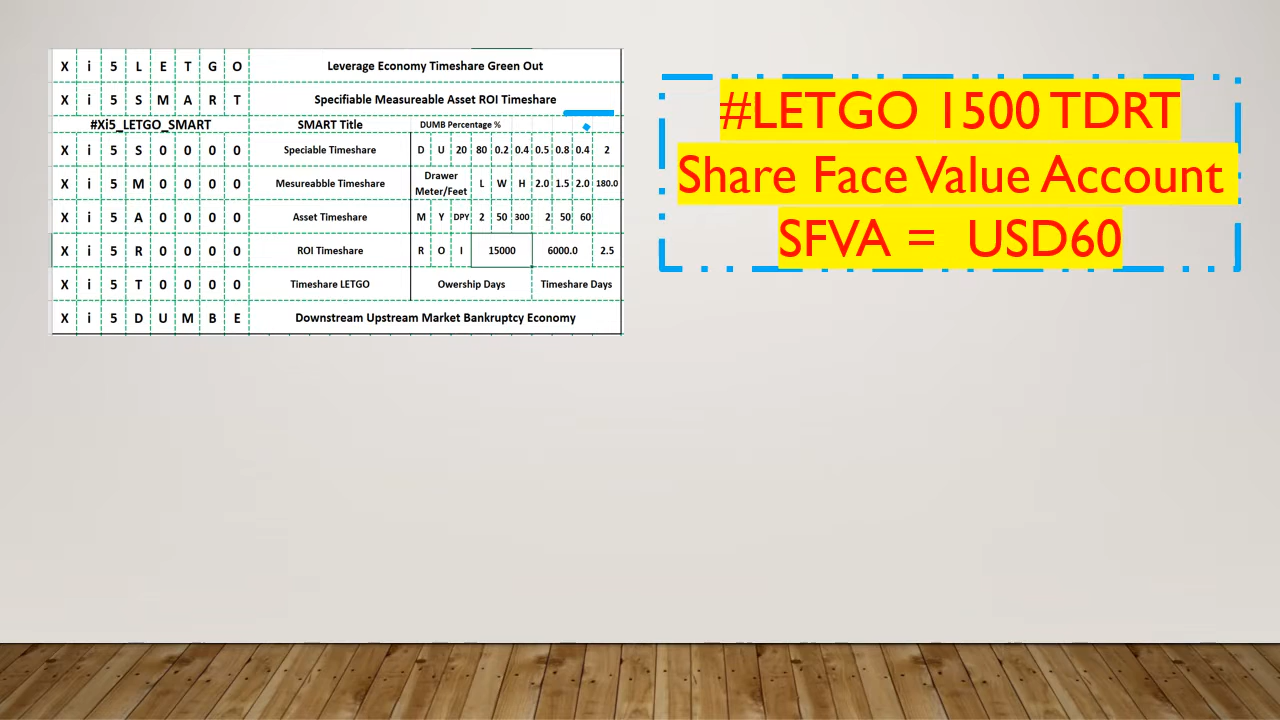 X i 5 L E T G O Leverage Economy Timeshare Green Out
X i 5 S M A R T Specifiable Measureable Asset ROI Timeshare
#Xi5_LETGO_SMART SMART Title DUMB Percentage %
X i 5 S 0 0 0 0 Speciable Timeshare D U 20 80 0.2 0.4 0.5 0.8 0.4 2
X i 5 M 0 0 0 0 Mesureabble Timeshare Drawer Meter/Feet L W H 2.0 1.5 2.0 180.0
X i 5 A 0 0 0 0 Asset Timeshare M Y DPY 2 50 300 2 50 60
X i 5 R 0 0 0 0 ROI Timeshare R O I 15000 6000.0 2.5
X i 5 T 0 0 0 0 Timeshare LETGO Owership Days Timeshare Days
X i 5 D U M B E Downstream Upstream Market Bankruptcy Economy
#LETGO 1500 TDRT
Share Face Value Account
SFVA = USD60